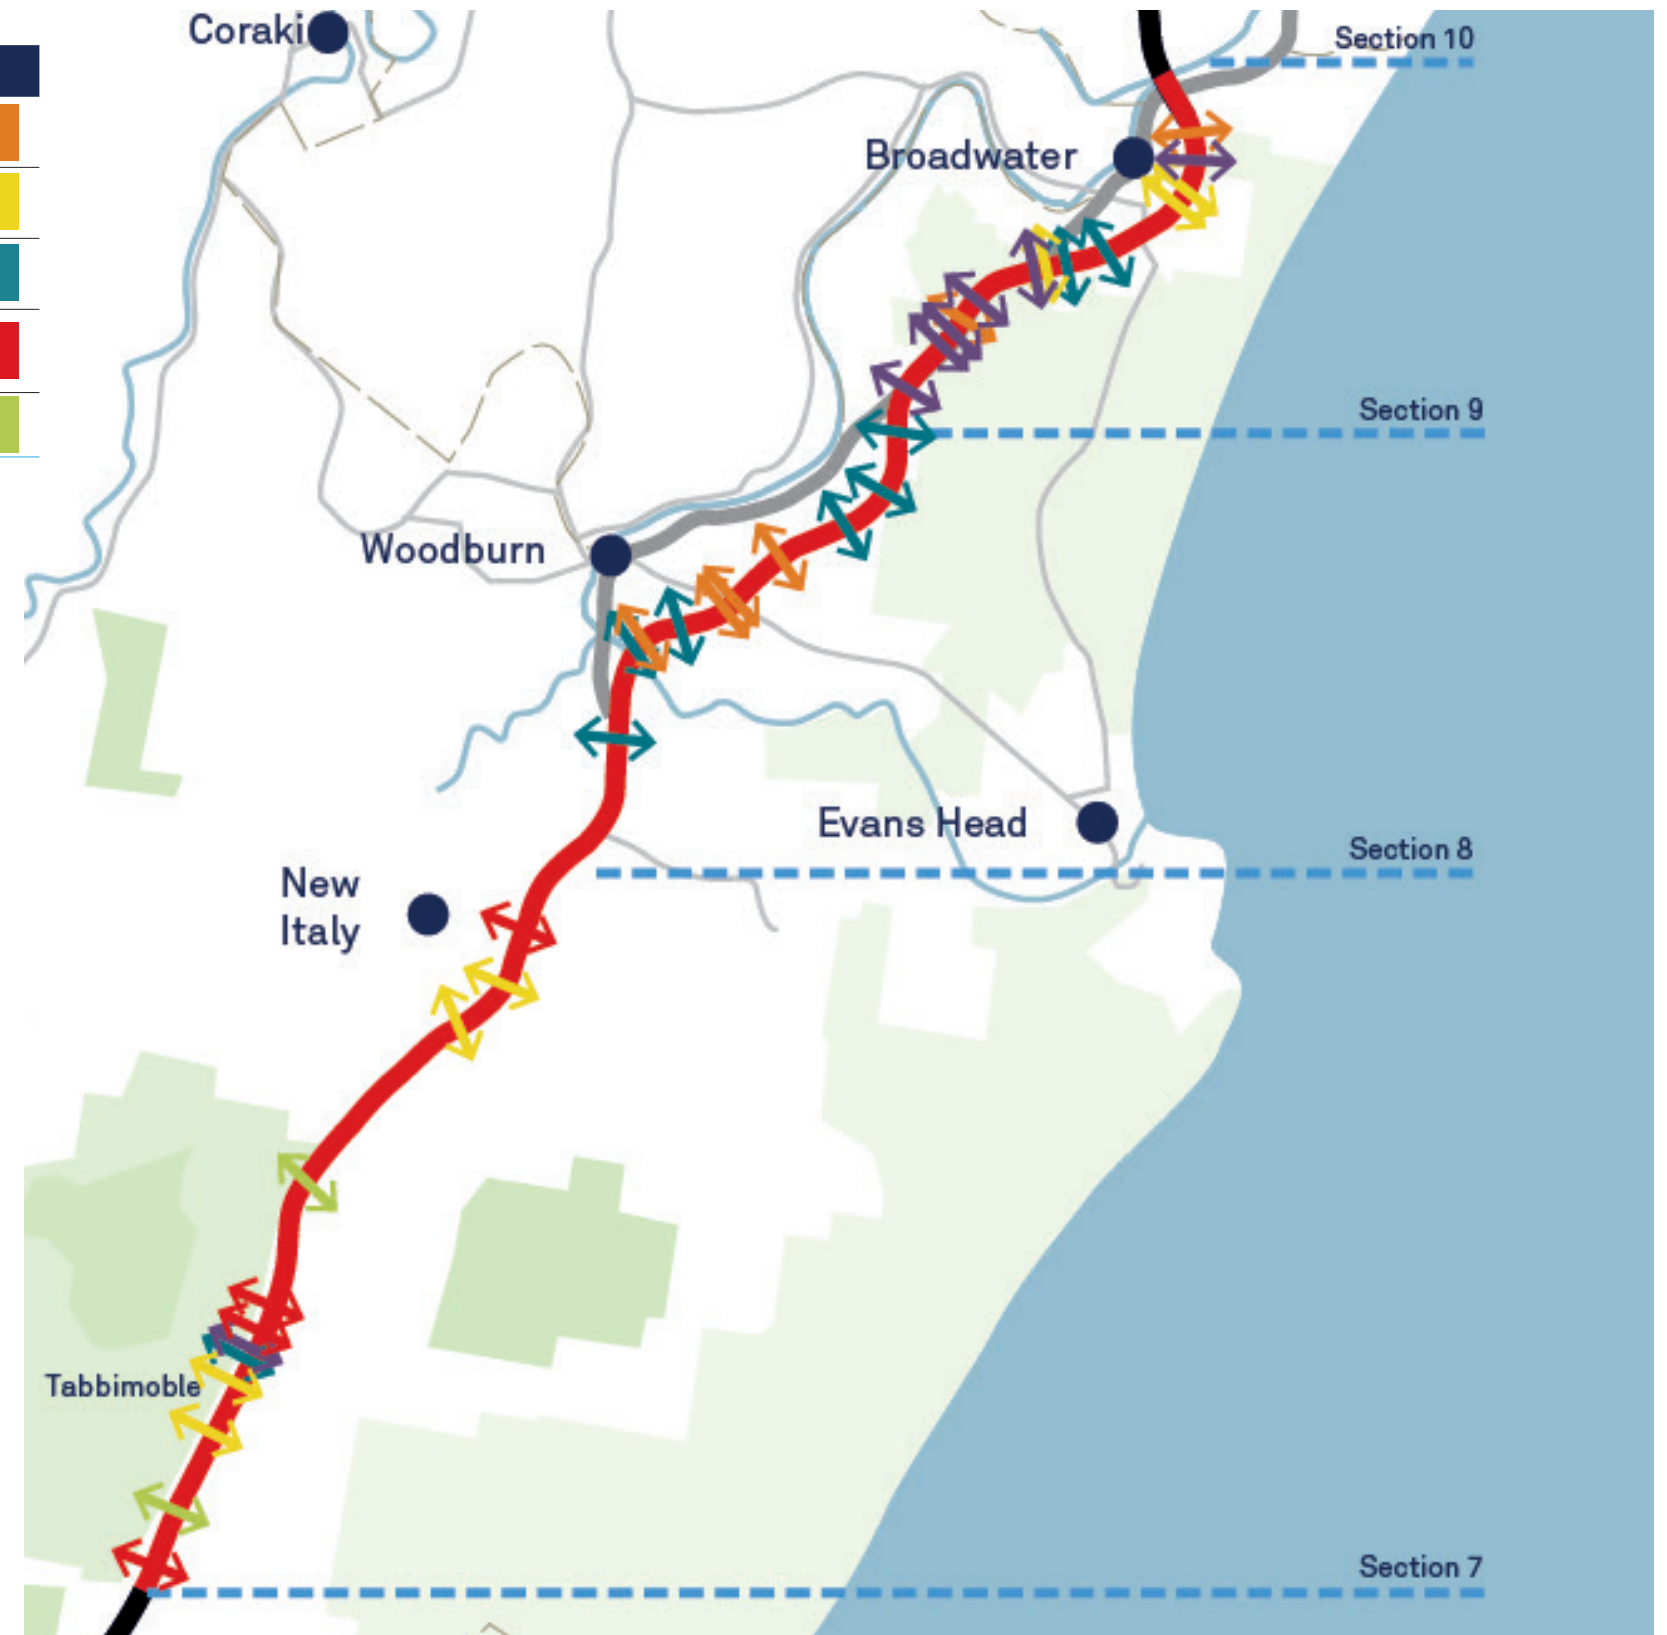 Coraki
Section 10
Broadwater
Section 9
Woodburn
Evans Head
Section 8
New
Italy
Tabbimoble
Section 7